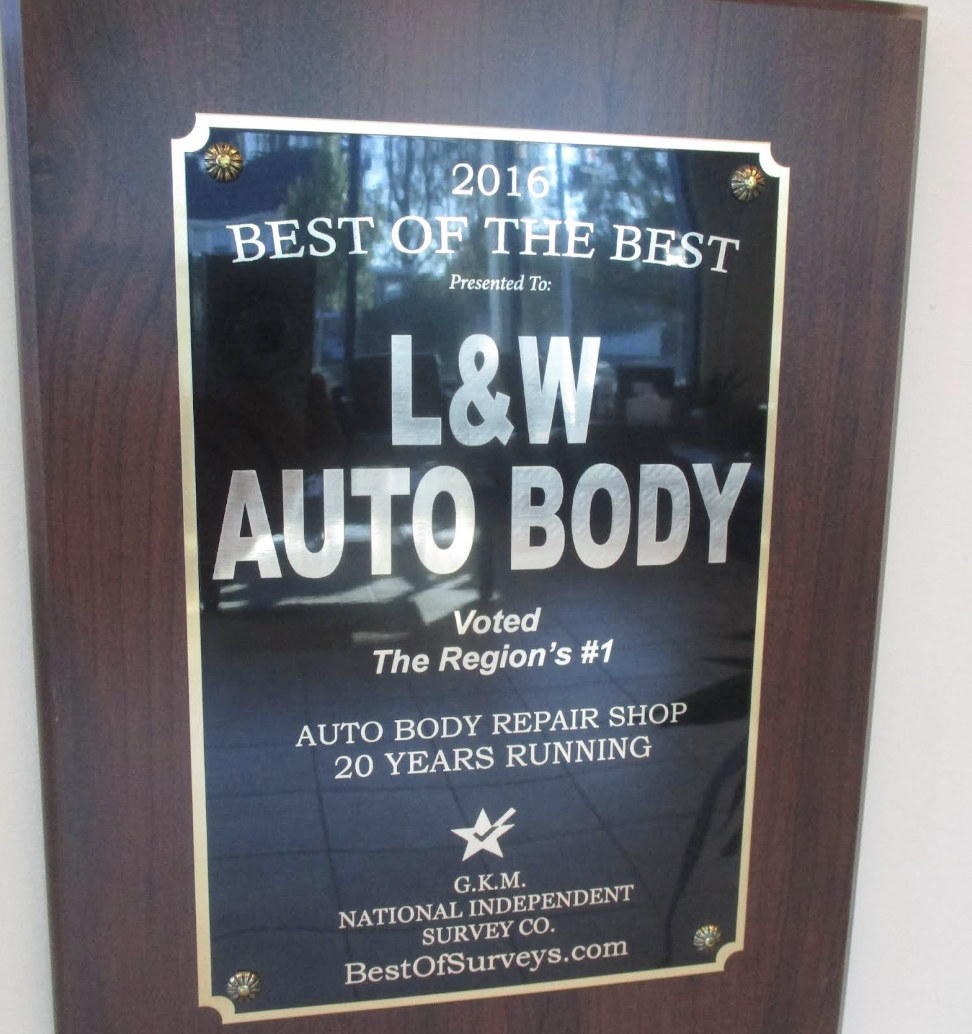 2016
BEST OF THE BEST
Presented To:
L&W
AUTO BODY
Voted
The Region's #1
AUTO BODY REPAIR SHOP
20 YEARS RUNNING
G.K.M.
NATIONAL INDEPENDENT
SURVEY CO.
BestOfSurveys.com